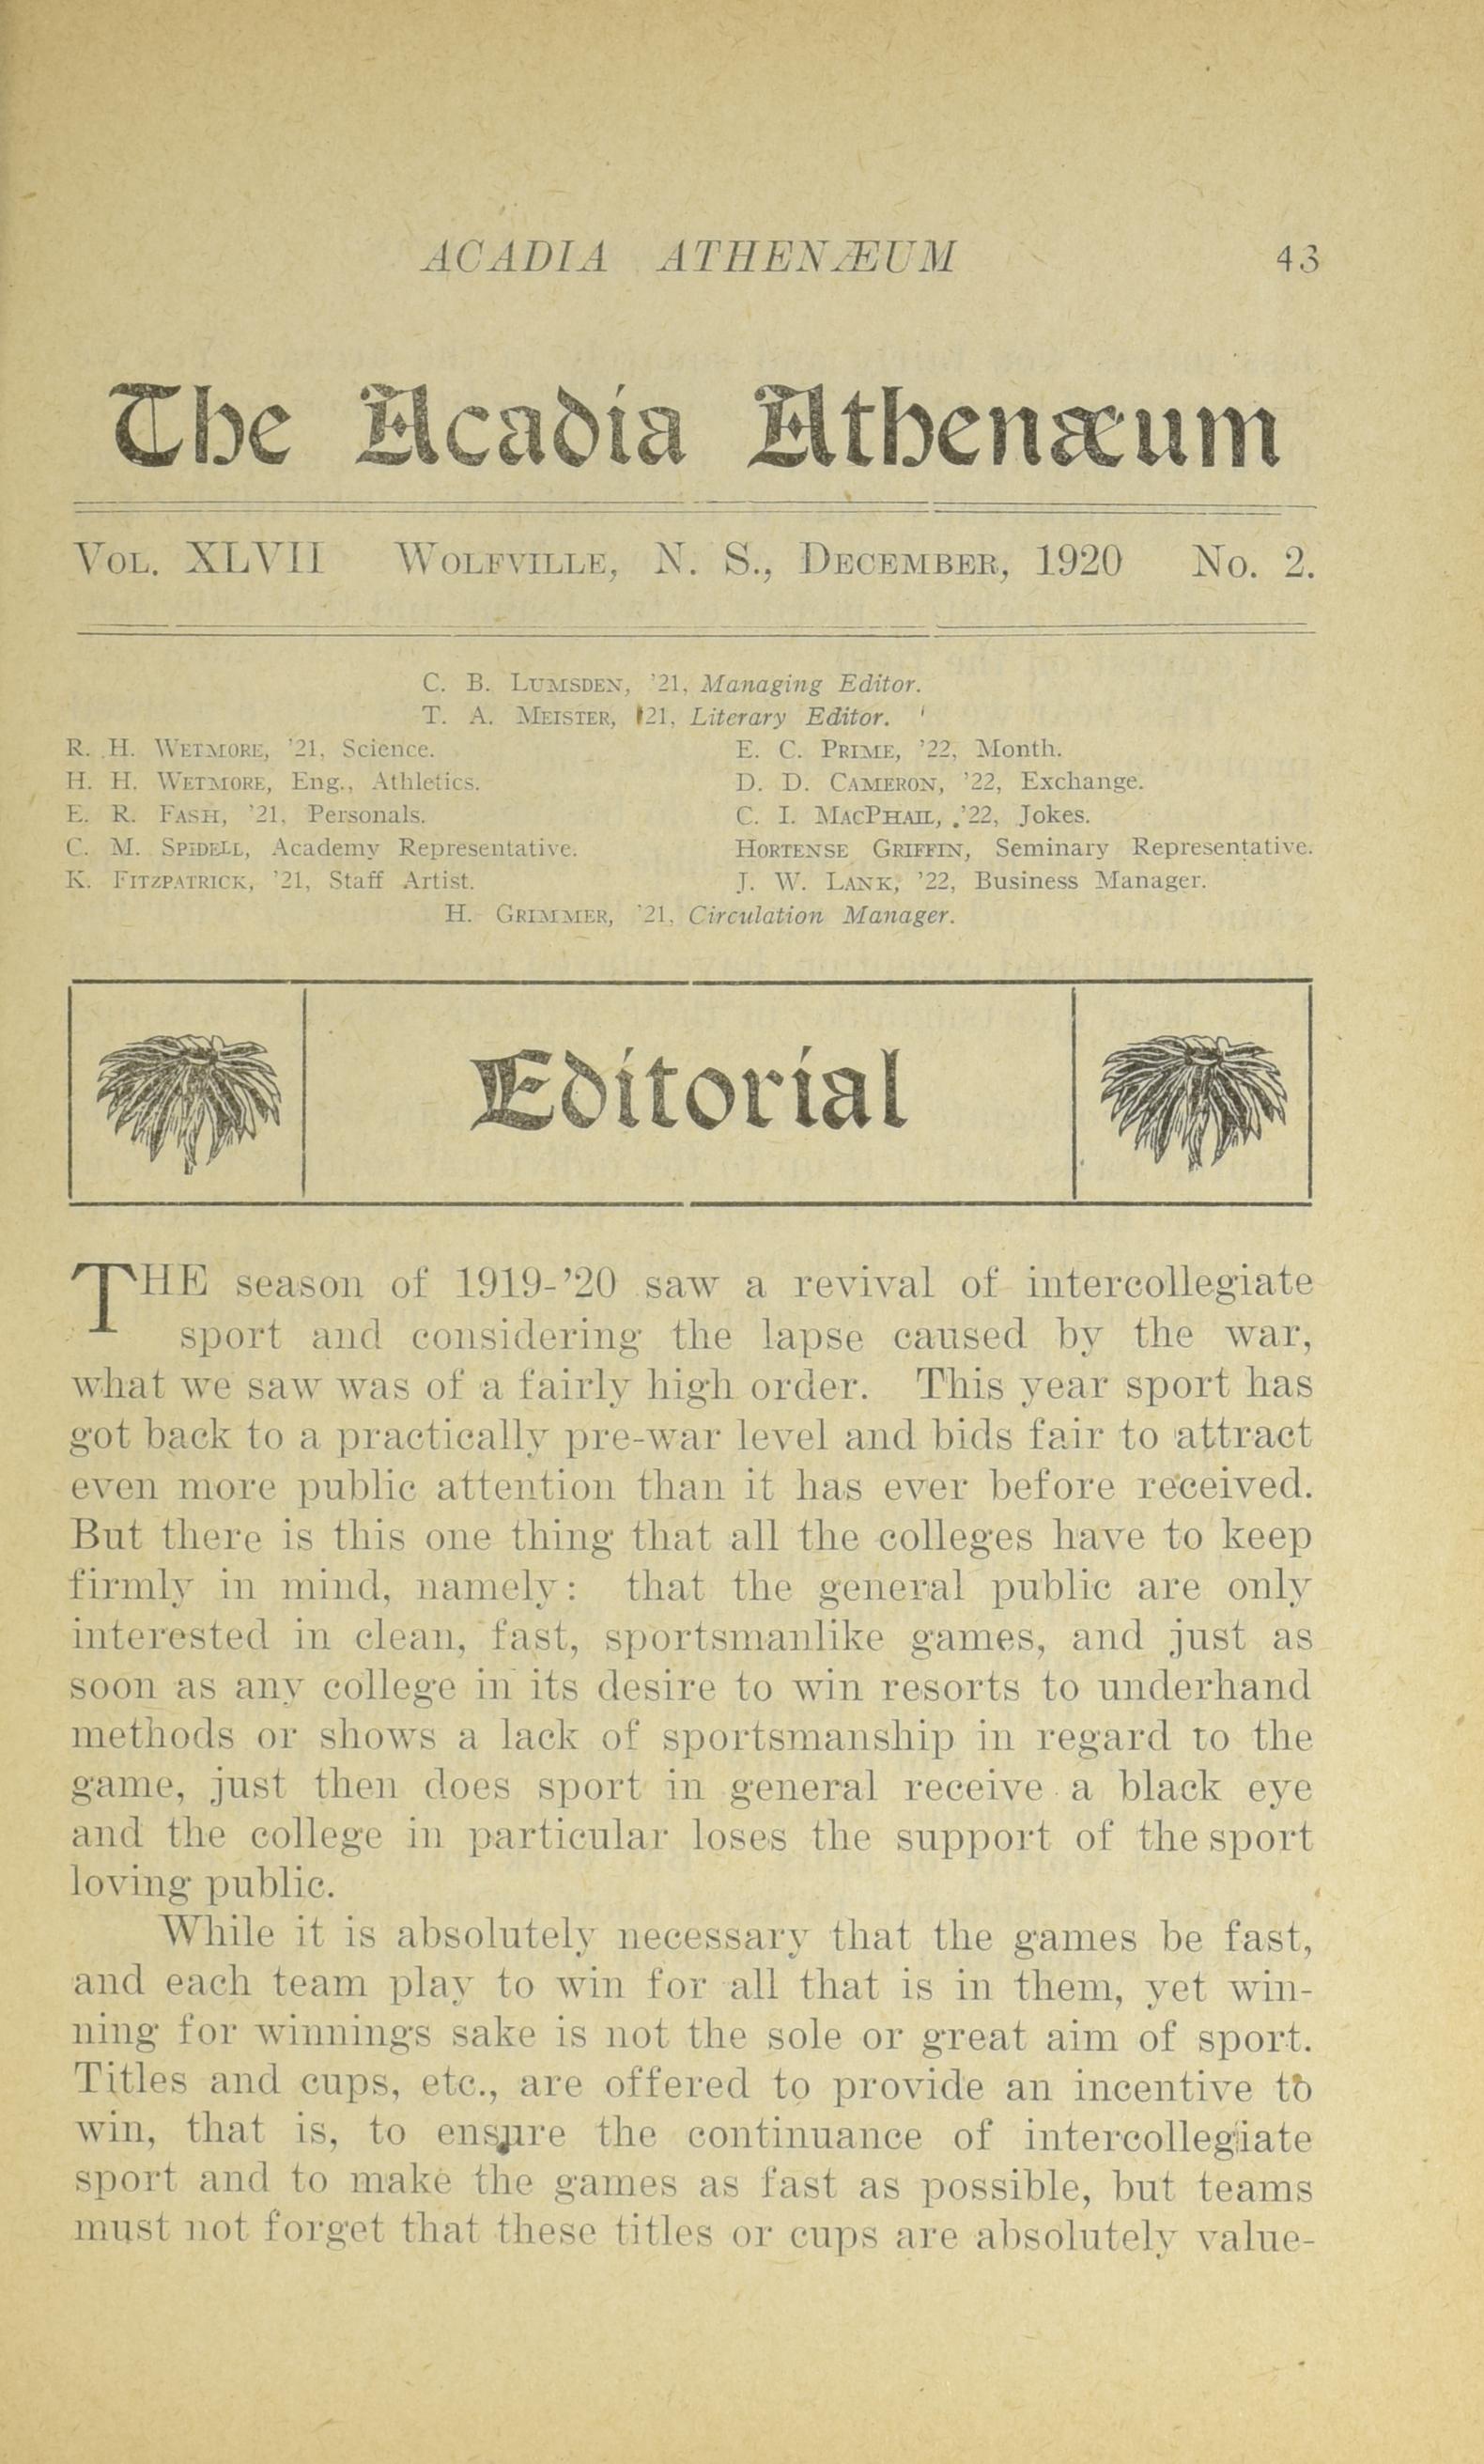 ACADIA ATHENÆUM 43
The Acadia Athenæum
VOL. XLVII WOLFVILLE, N. S., DECEMBER, 1920 NO. 2.
C. B. LUMSDEN, '21, Managing Editor.
T. A. MEISTER, '21, Literary Editor.
R. H. WETMORE, '21, Science.
E. C. PRIME, '22, Month.
H. H. WETMORE, Eng., Athletics.
D. D. CAMERON, '22, Exchange.
E. R. FASH, '21, Personals.
C. I. MACPHAIL, '22, Jokes.
C. M. SPIDELL, Academy Representative.
HORTENSE GRIFFIN, Seminary Representative.
K. FITZPATRICK, '21, Staff Artist.
J. W. LANK, '22, Business Manager.
H. GRIMMER, '21, Circulation Manager.
Editorial
THE season of 1919-'20 saw a revival of intercollegiate
sport and considering the lapse caused by the war,
what we saw was of a fairly high order. This year sport has
got back to a practically pre-war level and bids fair to attract
even more public attention than it has ever before received.
But there is this one thing that all the colleges have to keep
firmly in mind, namely: that the general public are only
interested in clean, fast, sportsmanlike games, and just as
soon as any college in its desire to win resorts to underhand
methods or shows a lack of sportsmanship in regard to the
game, just then does sport in general receive a black eye
and the college in particular loses the support of the sport
loving public.
While it is absolutely necessary that the games be fast,
and each team play to win for all that is in them, yet win-
ning for winnings sake is not the sole or great aim of sport.
Titles and cups, etc., are offered to provide an incentive to
win, that is, to ensure the continuance of intercollegiate
sport and to make the games as fast as possible, but teams
must not forget that these titles or cups are absolutely value-